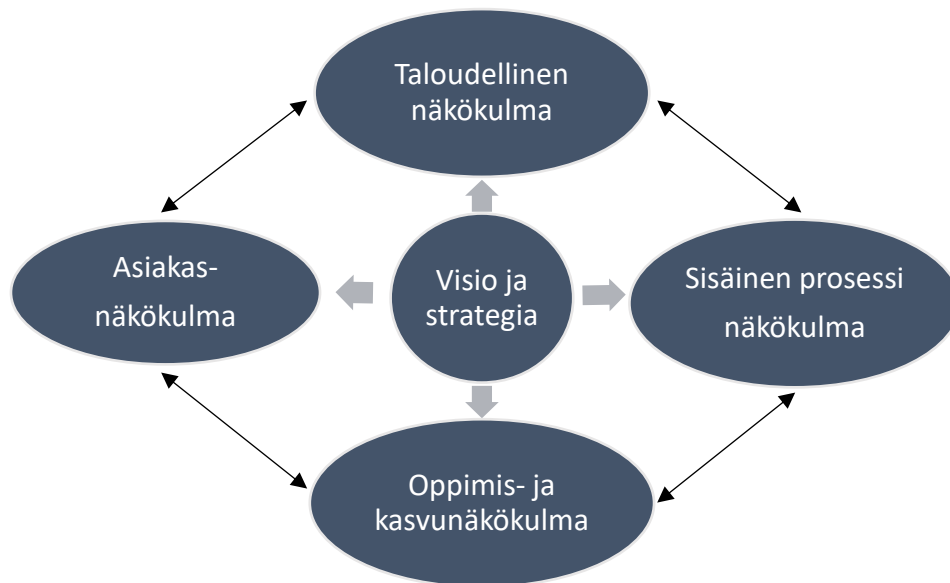 Taloudellinen
näkökulma
Asiakas-
näkökulma
Visio ja
strategia
Sisäinen prosessi
näkökulma
Oppimis- ja
kasvunäkökulma